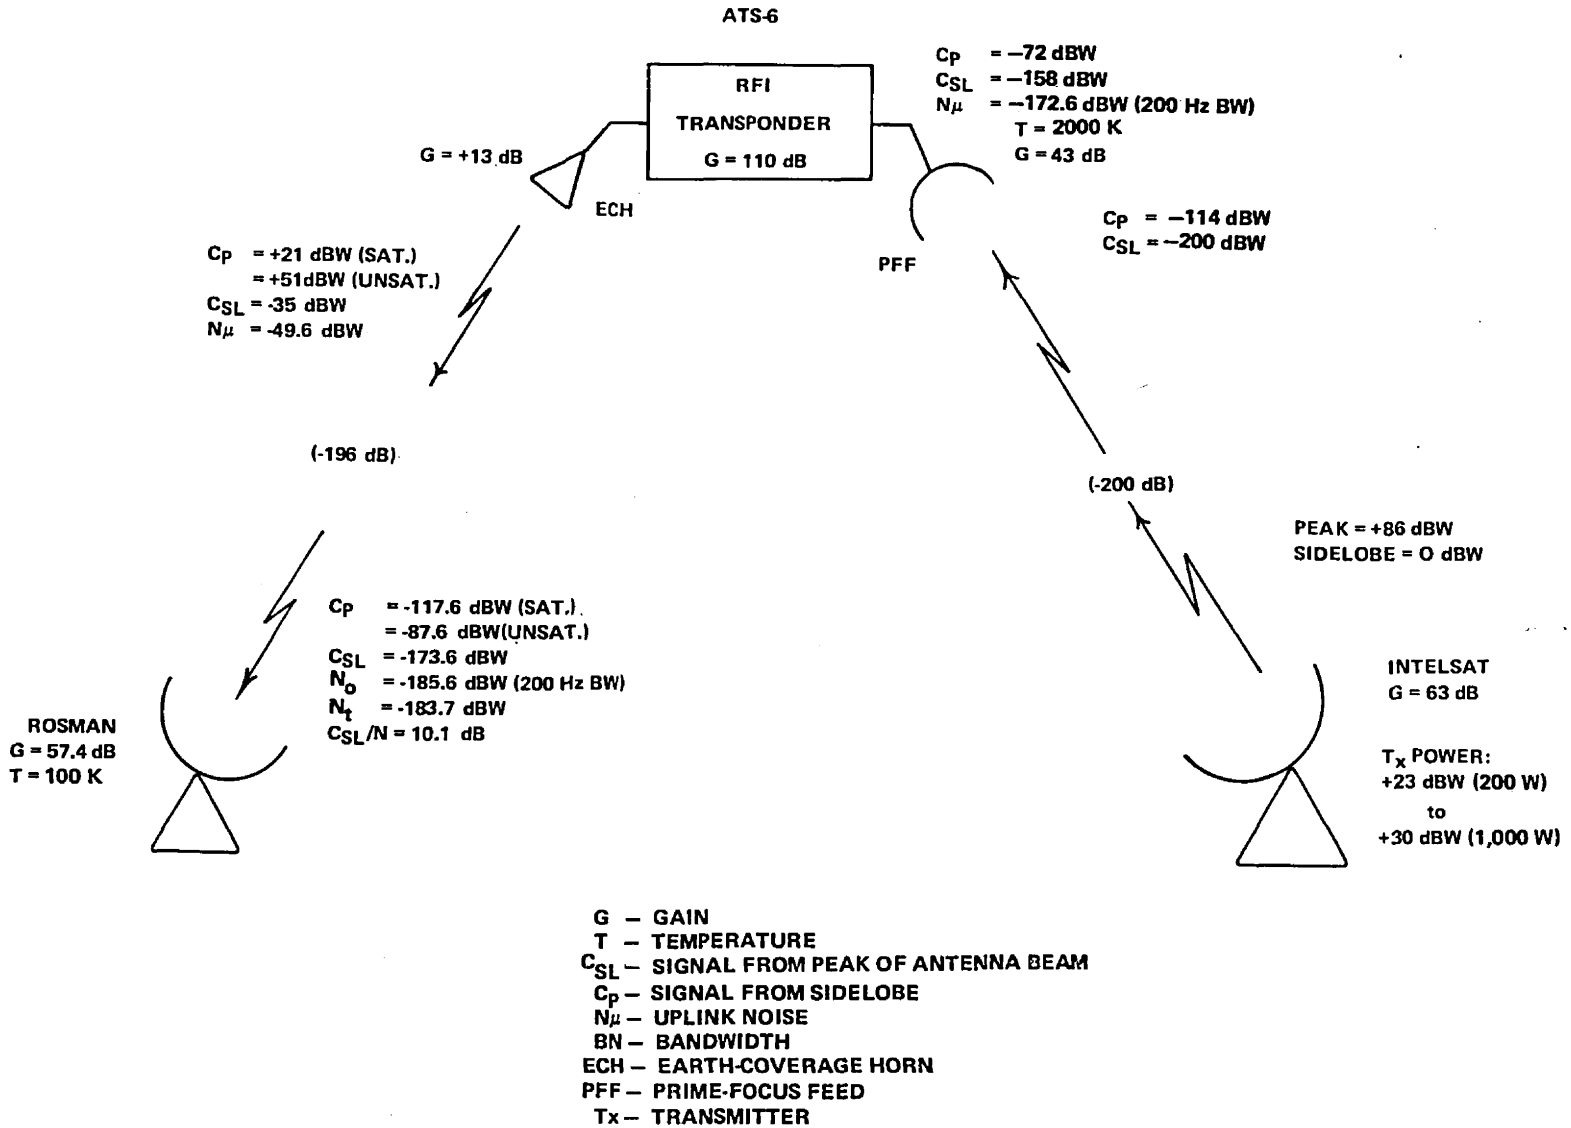 ATS-6
RFI
TRANSPONDER
G = 110 dB
CP = −72 dBW
CSL = −158 dBW
Nμ = −172.6 dBW (200 Hz BW)
T = 2000 K
G = 43 dB
G = +13 dB
ECH
PFF
CP = −114 dBW
CSL = −200 dBW
CP = +21 dBW (SAT.)
= +51dBW (UNSAT.)
CSL = -35 dBW
Nμ = -49.6 dBW
(-196 dB)
(-200 dB)
PEAK = +86 dBW
SIDELOBE = O dBW
CP = -117.6 dBW (SAT.)
= -87.6 dBW(UNSAT.)
CSL = -173.6 dBW
No = -185.6 dBW (200 Hz BW)
Nt = -183.7 dBW
CSL/N = 10.1 dB
ROSMAN
G = 57.4 dB
T = 100 K
INTELSAT
G = 63 dB
Tx POWER:
+23 dBW (200 W)
to
+30 dBW (1,000 W)
G — GAIN
T — TEMPERATURE
CSL — SIGNAL FROM PEAK OF ANTENNA BEAM
CP — SIGNAL FROM SIDELOBE
Nμ — UPLINK NOISE
BN — BANDWIDTH
ECH — EARTH-COVERAGE HORN
PFF — PRIME-FOCUS FEED
Tx — TRANSMITTER